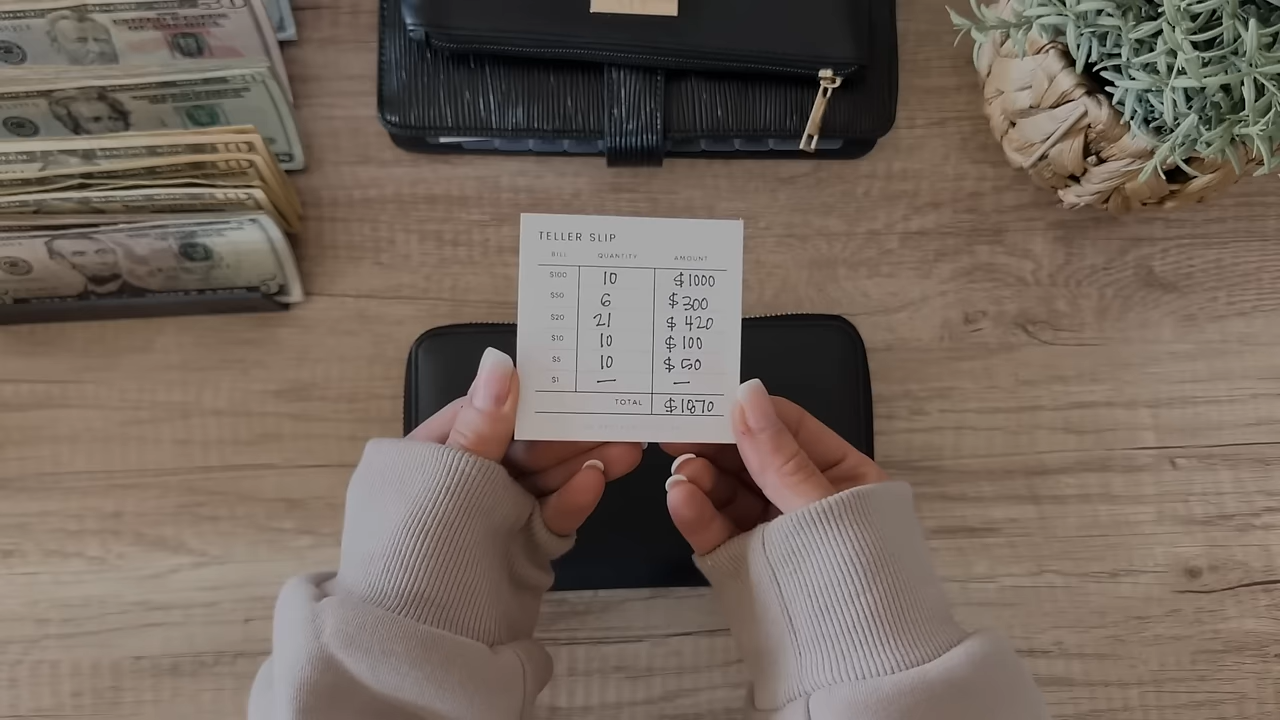 TELLER SLIP
BILL QUANTITY AMOUNT
$100 10 $1000
$50 6 $300
$20 21 $420
$10 10 $100
$5 10 $50
$1 — —
TOTAL $1870